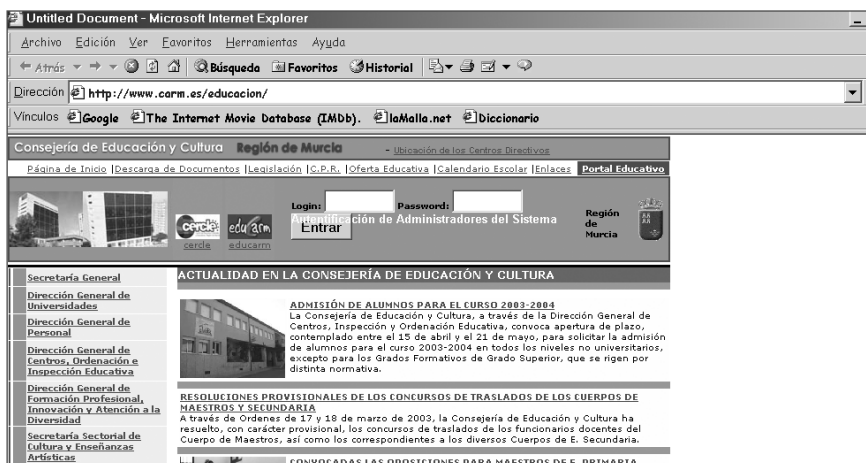 Untitled Document - Microsoft Internet Explorer
Archivo Edición Ver Favoritos Herramientas Ayuda
Atrás Búsqueda Favoritos Historial
Dirección http://www.carm.es/educacion/
Vínculos Google The Internet Movie Database (IMDb). laMalla.net Diccionario
Consejería de Educación y Cultura Región de Murcia - Ubicación de los Centros Directivos
Página de Inicio |Descarga de Documentos |Legislación |C.P.R. |Oferta Educativa |Calendario Escolar |Enlaces Portal Educativo
Login: Password:
Autentificación de Administradores del Sistema
Entrar
cercle educarm
cercle educarm
Región
de
Murcia
Secretaría General
Dirección General de
Universidades
Dirección General de
Personal
Dirección General de
Centros, Ordenación e
Inspección Educativa
Dirección General de
Formación Profesional,
Innovación y Atención a la
Diversidad
Secretaría Sectorial de
Cultura y Enseñanzas
Artísticas
ACTUALIDAD EN LA CONSEJERÍA DE EDUCACIÓN Y CULTURA
ADMISIÓN DE ALUMNOS PARA EL CURSO 2003-2004
La Consejería de Educación y Cultura, a través de la Dirección General de
Centros, Inspección y Ordenación Educativa, convoca apertura de plazo,
contemplado entre el 15 de abril y el 21 de mayo, para solicitar la admisión
de alumnos para el curso 2003-2004 en todos los niveles no universitarios,
excepto para los Grados Formativos de Grado Superior, que se rigen por
distinta normativa.
RESOLUCIONES PROVISIONALES DE LOS CONCURSOS DE TRASLADOS DE LOS CUERPOS DE
MAESTROS Y SECUNDARIA
A través de Ordenes de 17 y 18 de marzo de 2003, la Consejería de Educación y Cultura ha
resuelto, con carácter provisional, los concursos de traslados de los funcionarios docentes del
Cuerpo de Maestros, así como los correspondientes a los diversos Cuerpos de E. Secundaria.
CONVOCADAS LAS OPOSICIONES PARA MAESTROS DE E. PRIMARIA